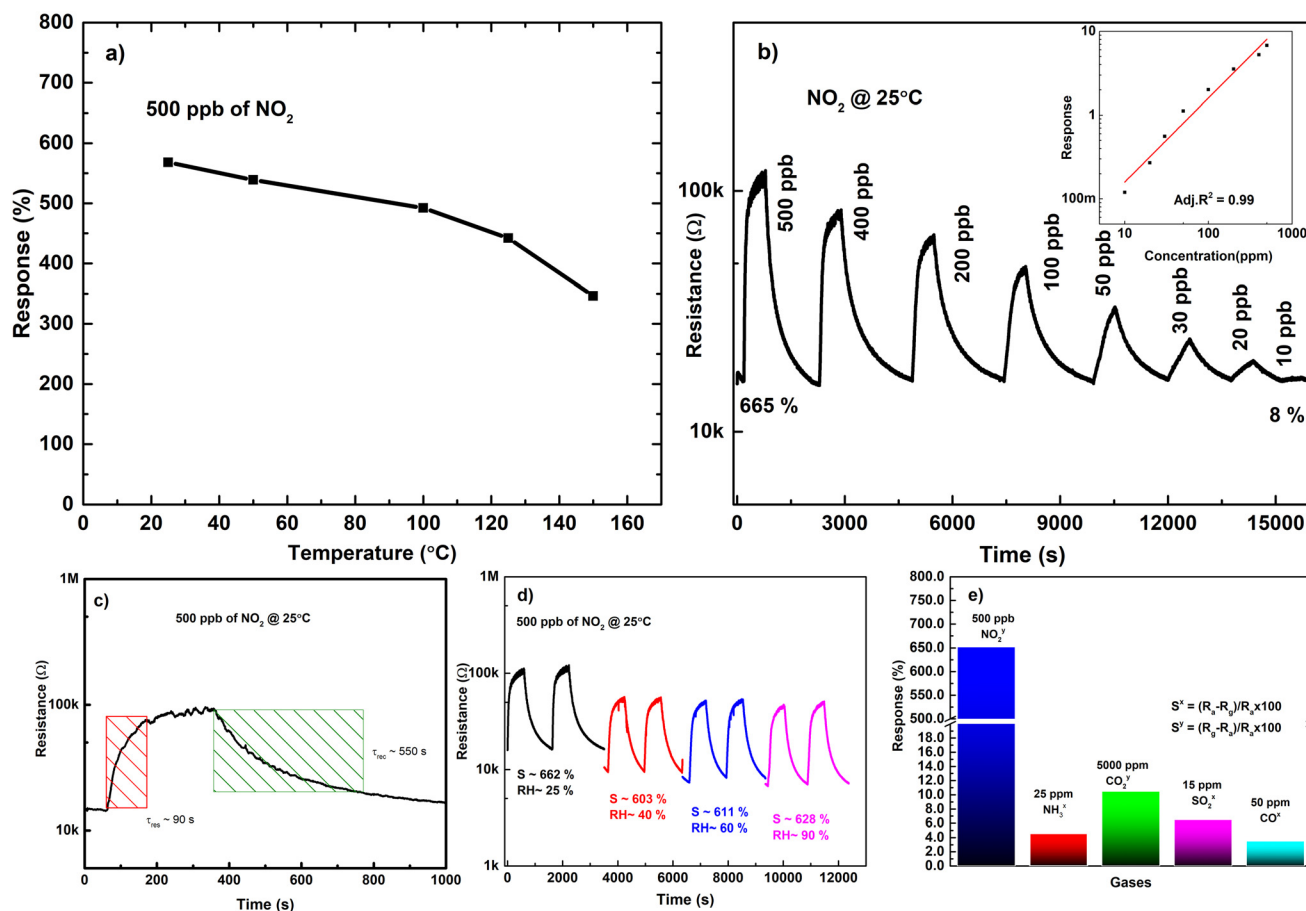 a)
500 ppb of NO₂
800
700
600
500
400
300
200
100
0
Response (%)
0 20 40 60 80 100 120 140 160
Temperature (°C)
b)
NO₂ @ 25°C
100k
10k
Resistance (Ω)
500 ppb
400 ppb
200 ppb
100 ppb
50 ppb
30 ppb
20 ppb
10 ppb
665 %
8 %
0 3000 6000 9000 12000 15000
Time (s)
10
1
100m
Response
Adj.R² = 0.99
10 100 1000
Concentration(ppm)
c)
500 ppb of NO₂ @ 25°C
1M
100k
10k
Resistance (Ω)
τres ~ 90 s
τrec ~ 550 s
0 200 400 600 800 1000
Time (s)
d)
500 ppb of NO₂ @ 25°C
1M
100k
10k
1k
Resistance (Ω)
S ~ 662 %
RH~ 25 %
S ~ 603 %
RH~ 40 %
S ~ 611 %
RH~ 60 %
S ~ 628 %
RH~ 90 %
0 2000 4000 6000 8000 10000 12000
Time (s)
e)
800.0
750.0
700.0
650.0
600.0
550.0
500.0
18.0
16.0
14.0
12.0
10.0
8.0
6.0
4.0
2.0
0.0
Response (%)
500 ppb
NO₂ʸ
25 ppm
NH₃ˣ
5000 ppm
CO₂ʸ
15 ppm
SO₂ˣ
50 ppm
COˣ
Sˣ = (Rₐ-R_g)/Rₐx100
Sʸ = (R_g-Rₐ)/Rₐx100
Gases